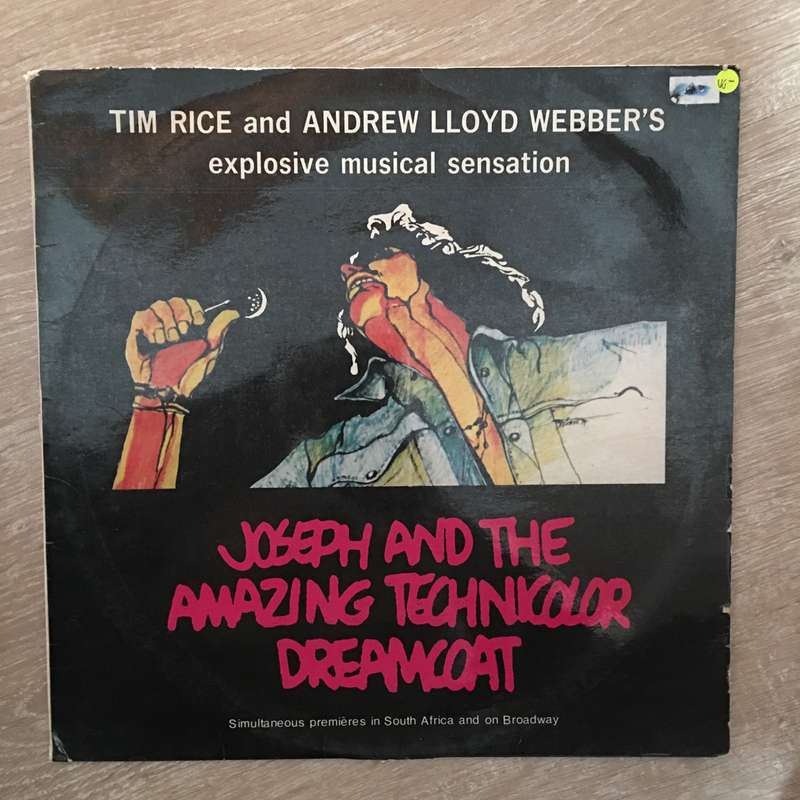 VG-
TIM RICE and ANDREW LLOYD WEBBER'S
explosive musical sensation
JOSEPH AND THE
AMAZING TECHNICOLOR
DREAMCOAT
Simultaneous premières in South Africa and on Broadway